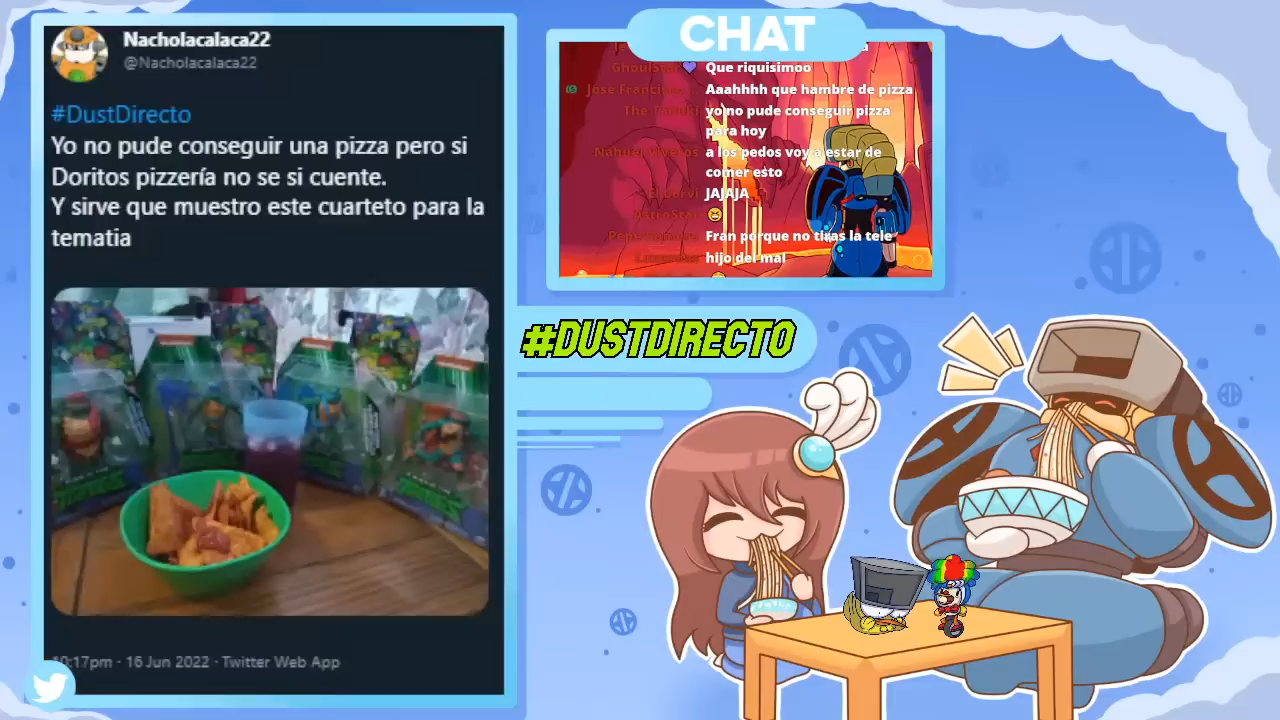 Nacholacalaca22
@Nacholacalaca22
#DustDirecto
Yo no pude conseguir una pizza pero si
Doritos pizzería no se si cuente.
Y sirve que muestro este cuarteto para la
tematia
10:17pm · 16 Jun 2022 · Twitter Web App
CHAT
Que riquisimoo
Jose Francisc Aaahhhh que hambre de pizza
yo no pude conseguir pizza
para hoy
a los pedos voy a estar de
comer esto
JAJAJA
AstroStar
Fran porque no tiras la tele
hijo del mal
#DUSTDIRECTO